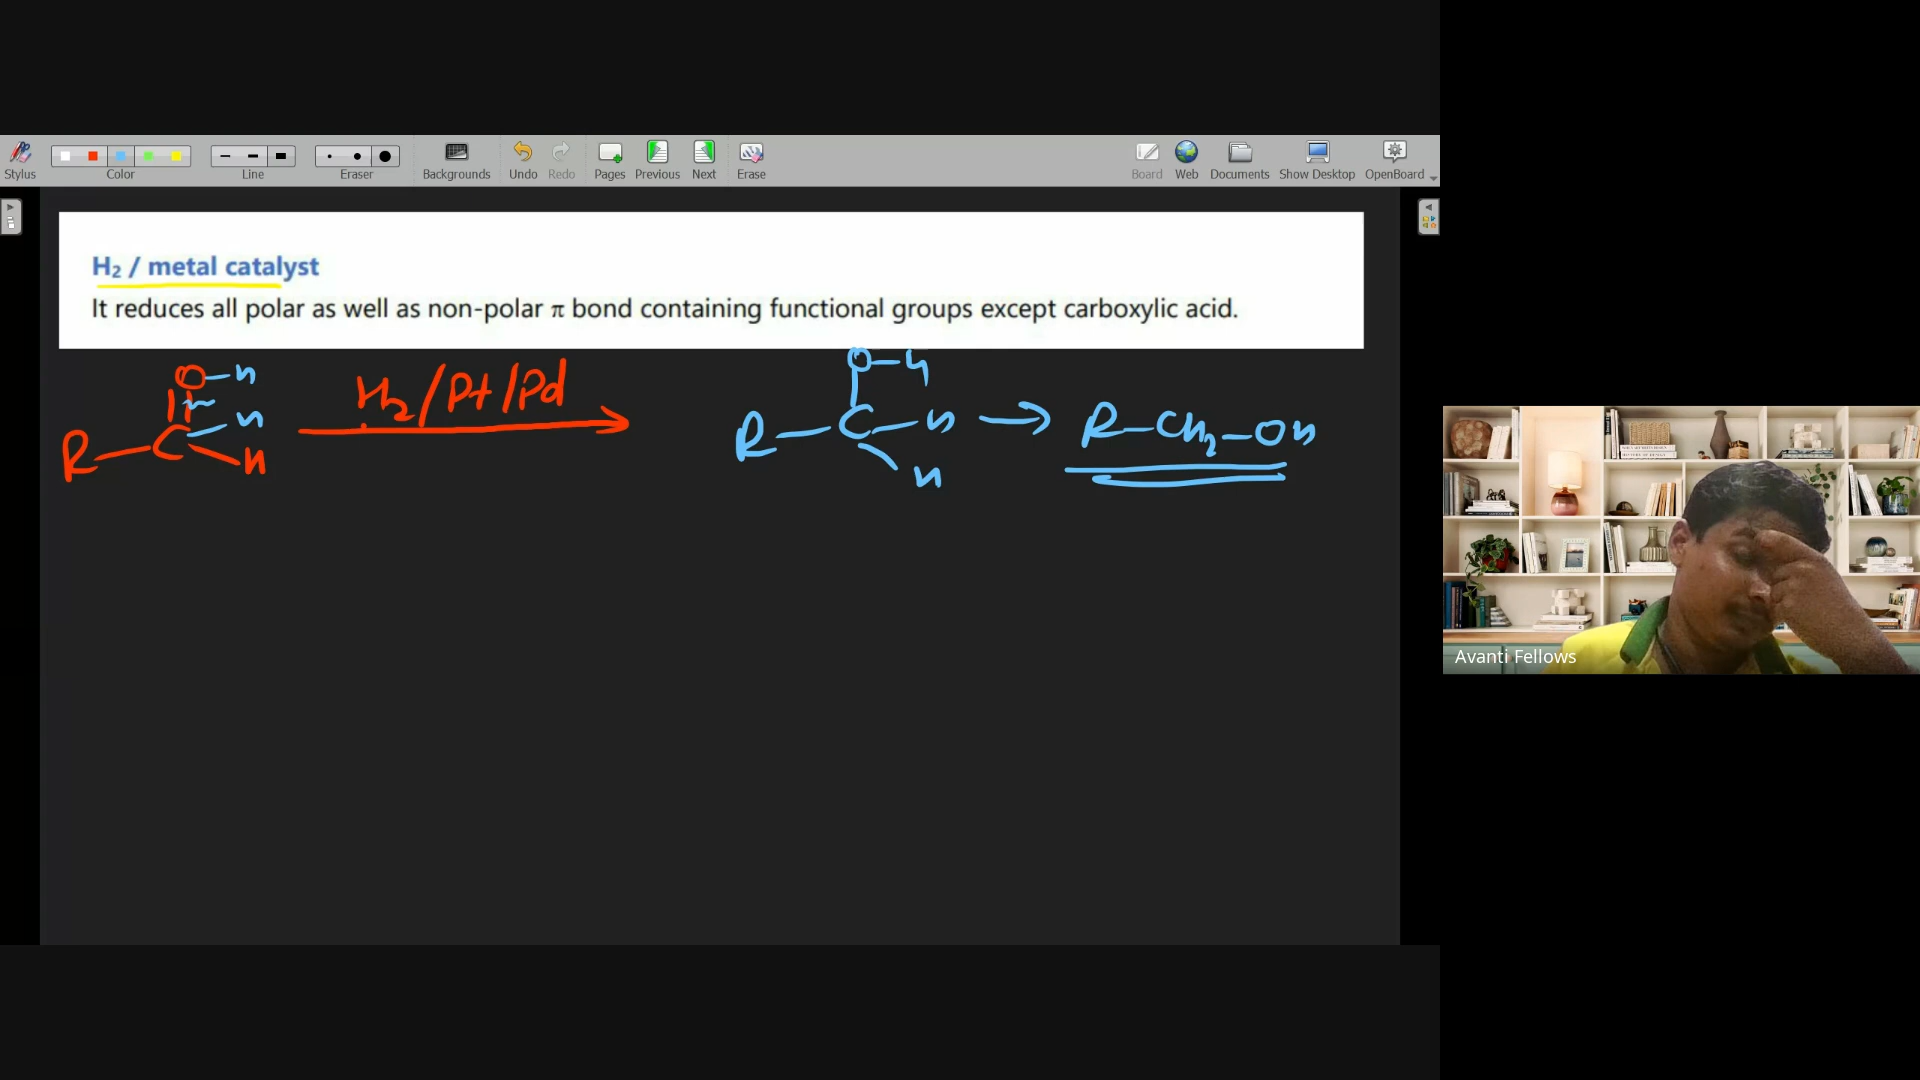 Stylus Color Line Eraser Backgrounds Undo Redo Pages Previous Next Erase Board Web Documents Show Desktop OpenBoard
H₂ / metal catalyst
It reduces all polar as well as non-polar π bond containing functional groups except carboxylic acid.
O–H
H
R–C–H
H₂/Pt/Pd
O–H
R–C–H → R–CH₂–OH
H
Avanti Fellows